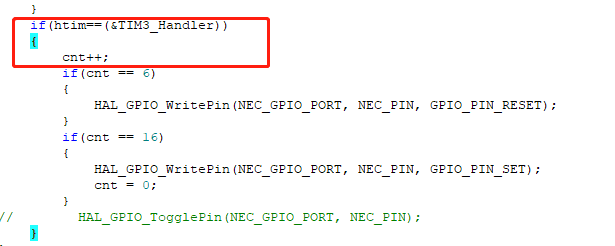 }
if(htim==(&TIM3_Handler))
{
cnt++;
if(cnt == 6)
{
HAL_GPIO_WritePin(NEC_GPIO_PORT, NEC_PIN, GPIO_PIN_RESET);
}
if(cnt == 16)
{
HAL_GPIO_WritePin(NEC_GPIO_PORT, NEC_PIN, GPIO_PIN_SET);
cnt = 0;
}
// HAL_GPIO_TogglePin(NEC_GPIO_PORT, NEC_PIN);
}